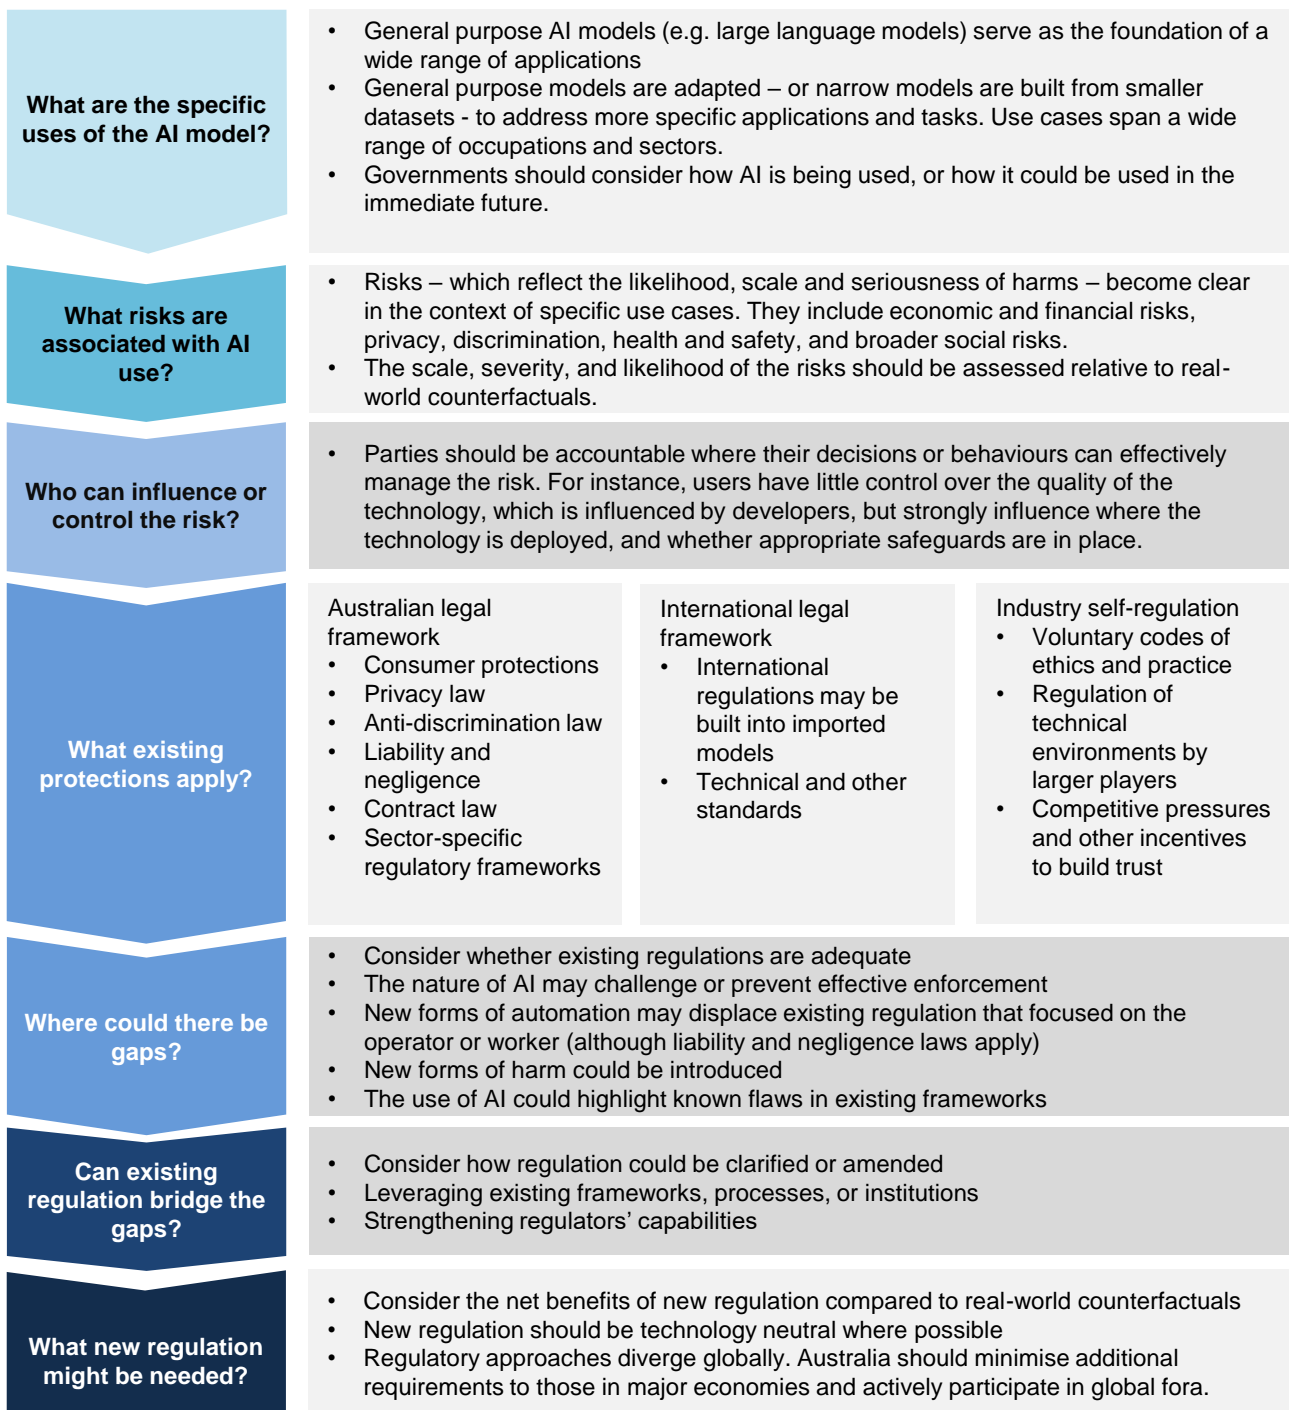 What are the specific
uses of the AI model?
• General purpose AI models (e.g. large language models) serve as the foundation of a
wide range of applications
• General purpose models are adapted – or narrow models are built from smaller
datasets - to address more specific applications and tasks. Use cases span a wide
range of occupations and sectors.
• Governments should consider how AI is being used, or how it could be used in the
immediate future.
What risks are
associated with AI
use?
• Risks – which reflect the likelihood, scale and seriousness of harms – become clear
in the context of specific use cases. They include economic and financial risks,
privacy, discrimination, health and safety, and broader social risks.
• The scale, severity, and likelihood of the risks should be assessed relative to real-
world counterfactuals.
Who can influence or
control the risk?
• Parties should be accountable where their decisions or behaviours can effectively
manage the risk. For instance, users have little control over the quality of the
technology, which is influenced by developers, but strongly influence where the
technology is deployed, and whether appropriate safeguards are in place.
What existing
protections apply?
Australian legal
framework
• Consumer protections
• Privacy law
• Anti-discrimination law
• Liability and
negligence
• Contract law
• Sector-specific
regulatory frameworks
International legal
framework
• International
regulations may be
built into imported
models
• Technical and other
standards
Industry self-regulation
• Voluntary codes of
ethics and practice
• Regulation of
technical
environments by
larger players
• Competitive pressures
and other incentives
to build trust
Where could there be
gaps?
• Consider whether existing regulations are adequate
• The nature of AI may challenge or prevent effective enforcement
• New forms of automation may displace existing regulation that focused on the
operator or worker (although liability and negligence laws apply)
• New forms of harm could be introduced
• The use of AI could highlight known flaws in existing frameworks
Can existing
regulation bridge the
gaps?
• Consider how regulation could be clarified or amended
• Leveraging existing frameworks, processes, or institutions
• Strengthening regulators’ capabilities
What new regulation
might be needed?
• Consider the net benefits of new regulation compared to real-world counterfactuals
• New regulation should be technology neutral where possible
• Regulatory approaches diverge globally. Australia should minimise additional
requirements to those in major economies and actively participate in global fora.